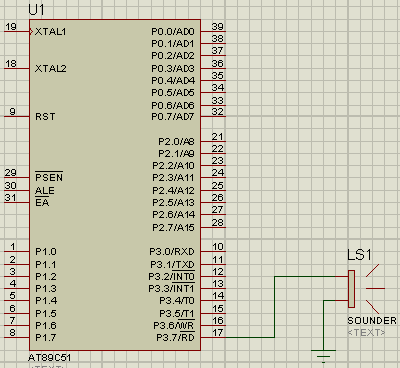 U1
19 XTAL1 P0.0/AD0 39
P0.1/AD1 38
P0.2/AD2 37
18 XTAL2 P0.3/AD3 36
P0.4/AD4 35
P0.5/AD5 34
P0.6/AD6 33
9 RST P0.7/AD7 32
P2.0/A8 21
P2.1/A9 22
P2.2/A10 23
29 PSEN P2.3/A11 24
30 ALE P2.4/A12 25
31 EA P2.5/A13 26
P2.6/A14 27
P2.7/A15 28
1 P1.0 P3.0/RXD 10
2 P1.1 P3.1/TXD 11
3 P1.2 P3.2/INT0 12
4 P1.3 P3.3/INT1 13
5 P1.4 P3.4/T0 14
6 P1.5 P3.5/T1 15
7 P1.6 P3.6/WR 16
8 P1.7 P3.7/RD 17
AT89C51
<TEXT>
LS1
SOUNDER
<TEXT>